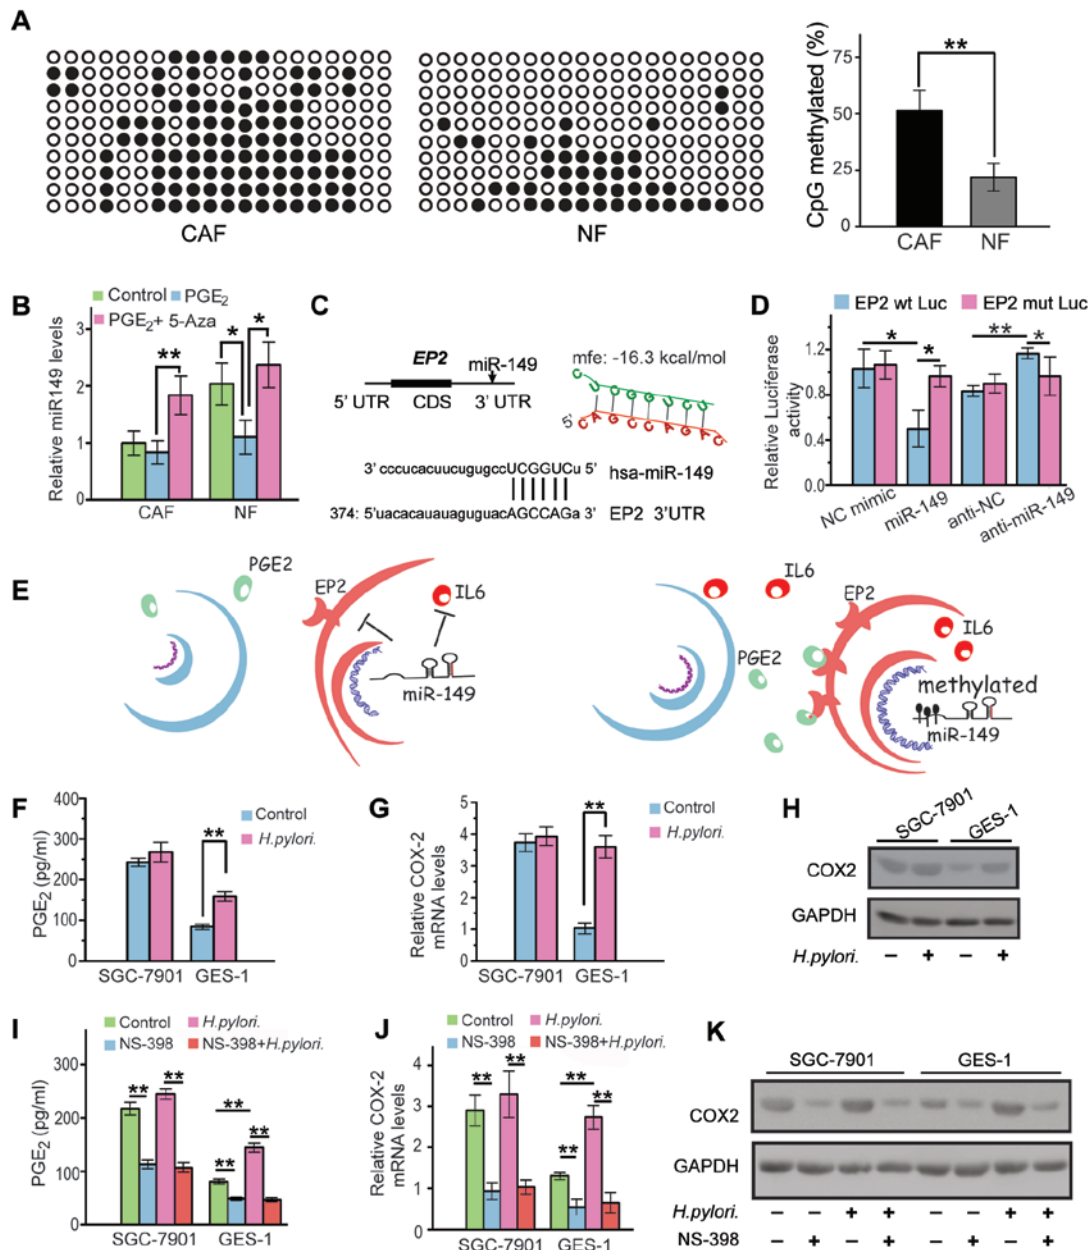 A
CAF
NF
CpG methylated (%)
75
50
25
0
**
CAF
NF
B
Control
PGE2
PGE2+ 5-Aza
Relative miR149 levels
3
2
1
0
**
*
*
CAF
NF
C
EP2
miR-149
5' UTR
CDS
3' UTR
mfe: -16.3 kcal/mol
C U C G G U C U
5' C A G C C A G A C
3' cccucacuucugugccUCGGUCu 5'
hsa-miR-149
374: 5'uacacauauaguguacAGCCAGa 3'
EP2 3'UTR
D
EP2 wt Luc
EP2 mut Luc
Relative Luciferase
activity
1.2
0.8
0.4
0
*
*
**
*
NC mimic
miR-149
anti-NC
anti-miR-149
E
PGE2
EP2
IL6
miR-149
IL6
PGE2
EP2
IL6
methylated
miR-149
F
PGE2 (pg/ml)
400
300
200
100
0
Control
H.pylori.
**
SGC-7901
GES-1
G
Relative COX-2
mRNA levels
5
4
3
2
1
0
Control
H.pylori.
**
SGC-7901
GES-1
H
SGC-7901
GES-1
COX2
GAPDH
H.pylori.
– + – +
I
Control
H.pylori.
NS-398
NS-398+H.pylori.
PGE2 (pg/ml)
300
200
100
0
**
**
**
**
**
SGC-7901
GES-1
J
Control
H.pylori.
NS-398
NS-398+H.pylori.
Relative COX-2
mRNA levels
4
3
2
1
0
**
**
**
**
**
SGC-7901
GES-1
K
SGC-7901
GES-1
COX2
GAPDH
H.pylori.
– – + + – – + +
NS-398
– + – + – + – +